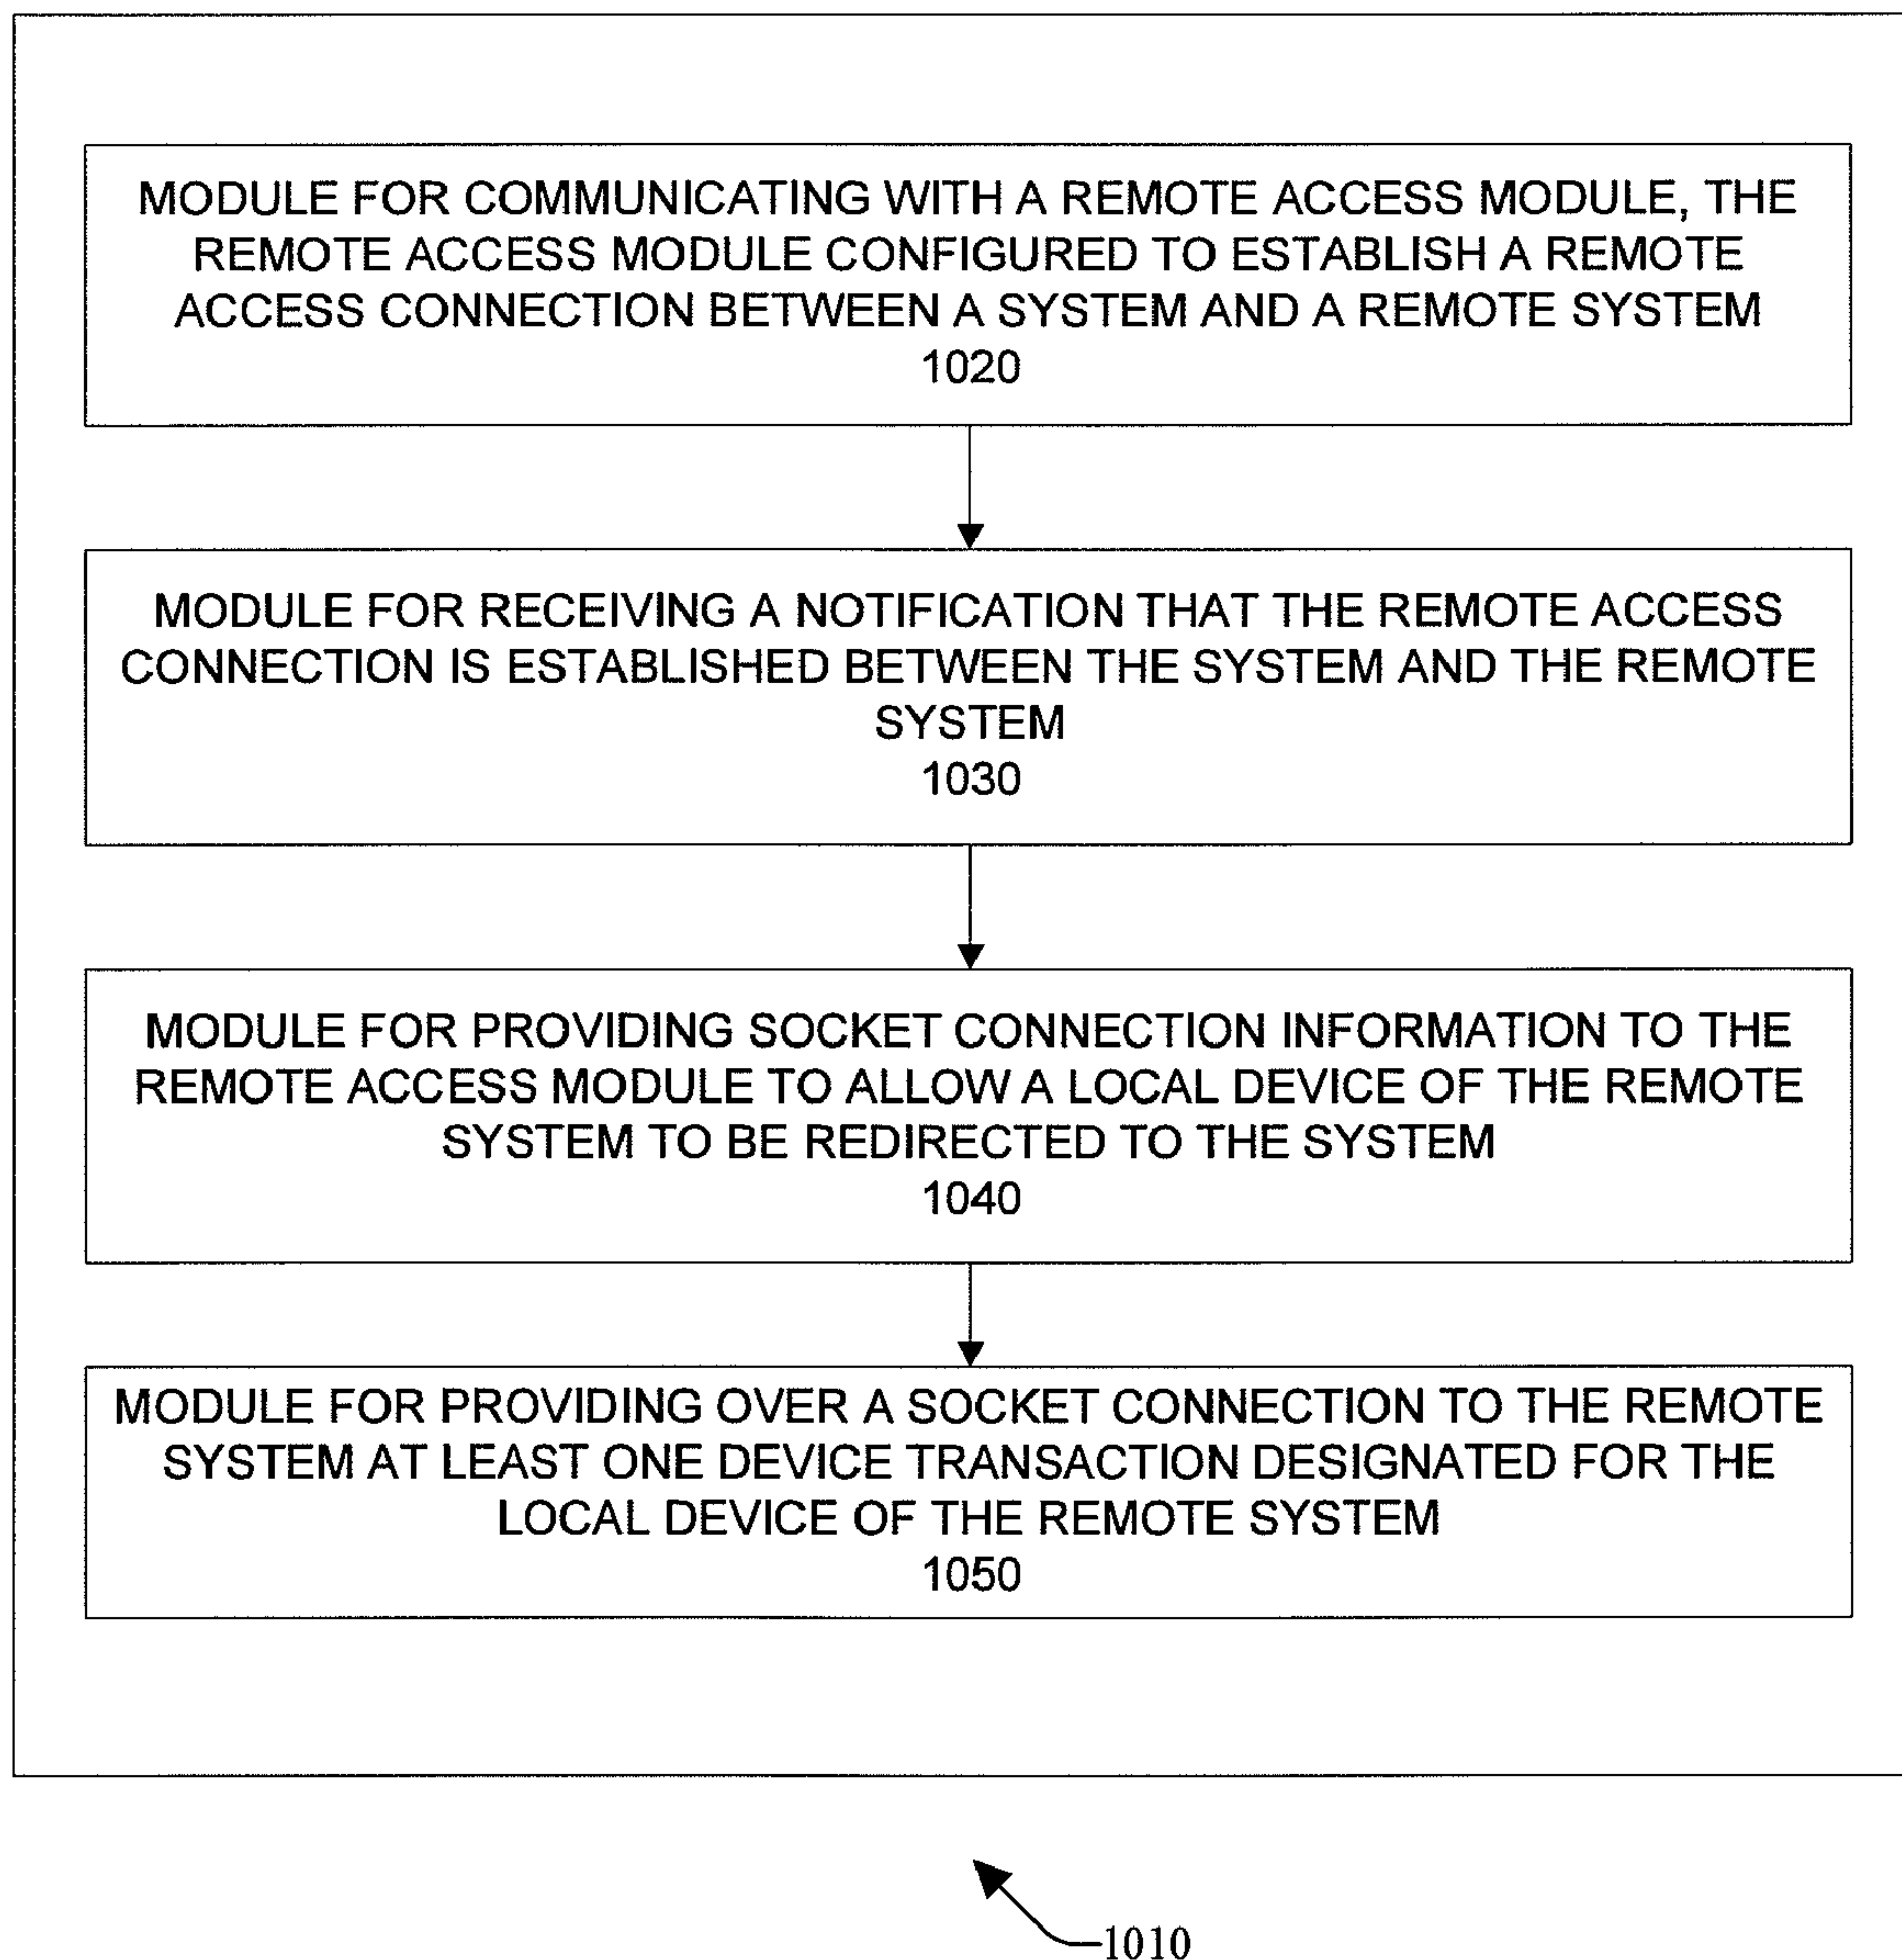 MODULE FOR COMMUNICATING WITH A REMOTE ACCESS MODULE, THE
REMOTE ACCESS MODULE CONFIGURED TO ESTABLISH A REMOTE
ACCESS CONNECTION BETWEEN A SYSTEM AND A REMOTE SYSTEM
1020
MODULE FOR RECEIVING A NOTIFICATION THAT THE REMOTE ACCESS
CONNECTION IS ESTABLISHED BETWEEN THE SYSTEM AND THE REMOTE
SYSTEM
1030
MODULE FOR PROVIDING SOCKET CONNECTION INFORMATION TO THE
REMOTE ACCESS MODULE TO ALLOW A LOCAL DEVICE OF THE REMOTE
SYSTEM TO BE REDIRECTED TO THE SYSTEM
1040
MODULE FOR PROVIDING OVER A SOCKET CONNECTION TO THE REMOTE
SYSTEM AT LEAST ONE DEVICE TRANSACTION DESIGNATED FOR THE
LOCAL DEVICE OF THE REMOTE SYSTEM
1050
1010